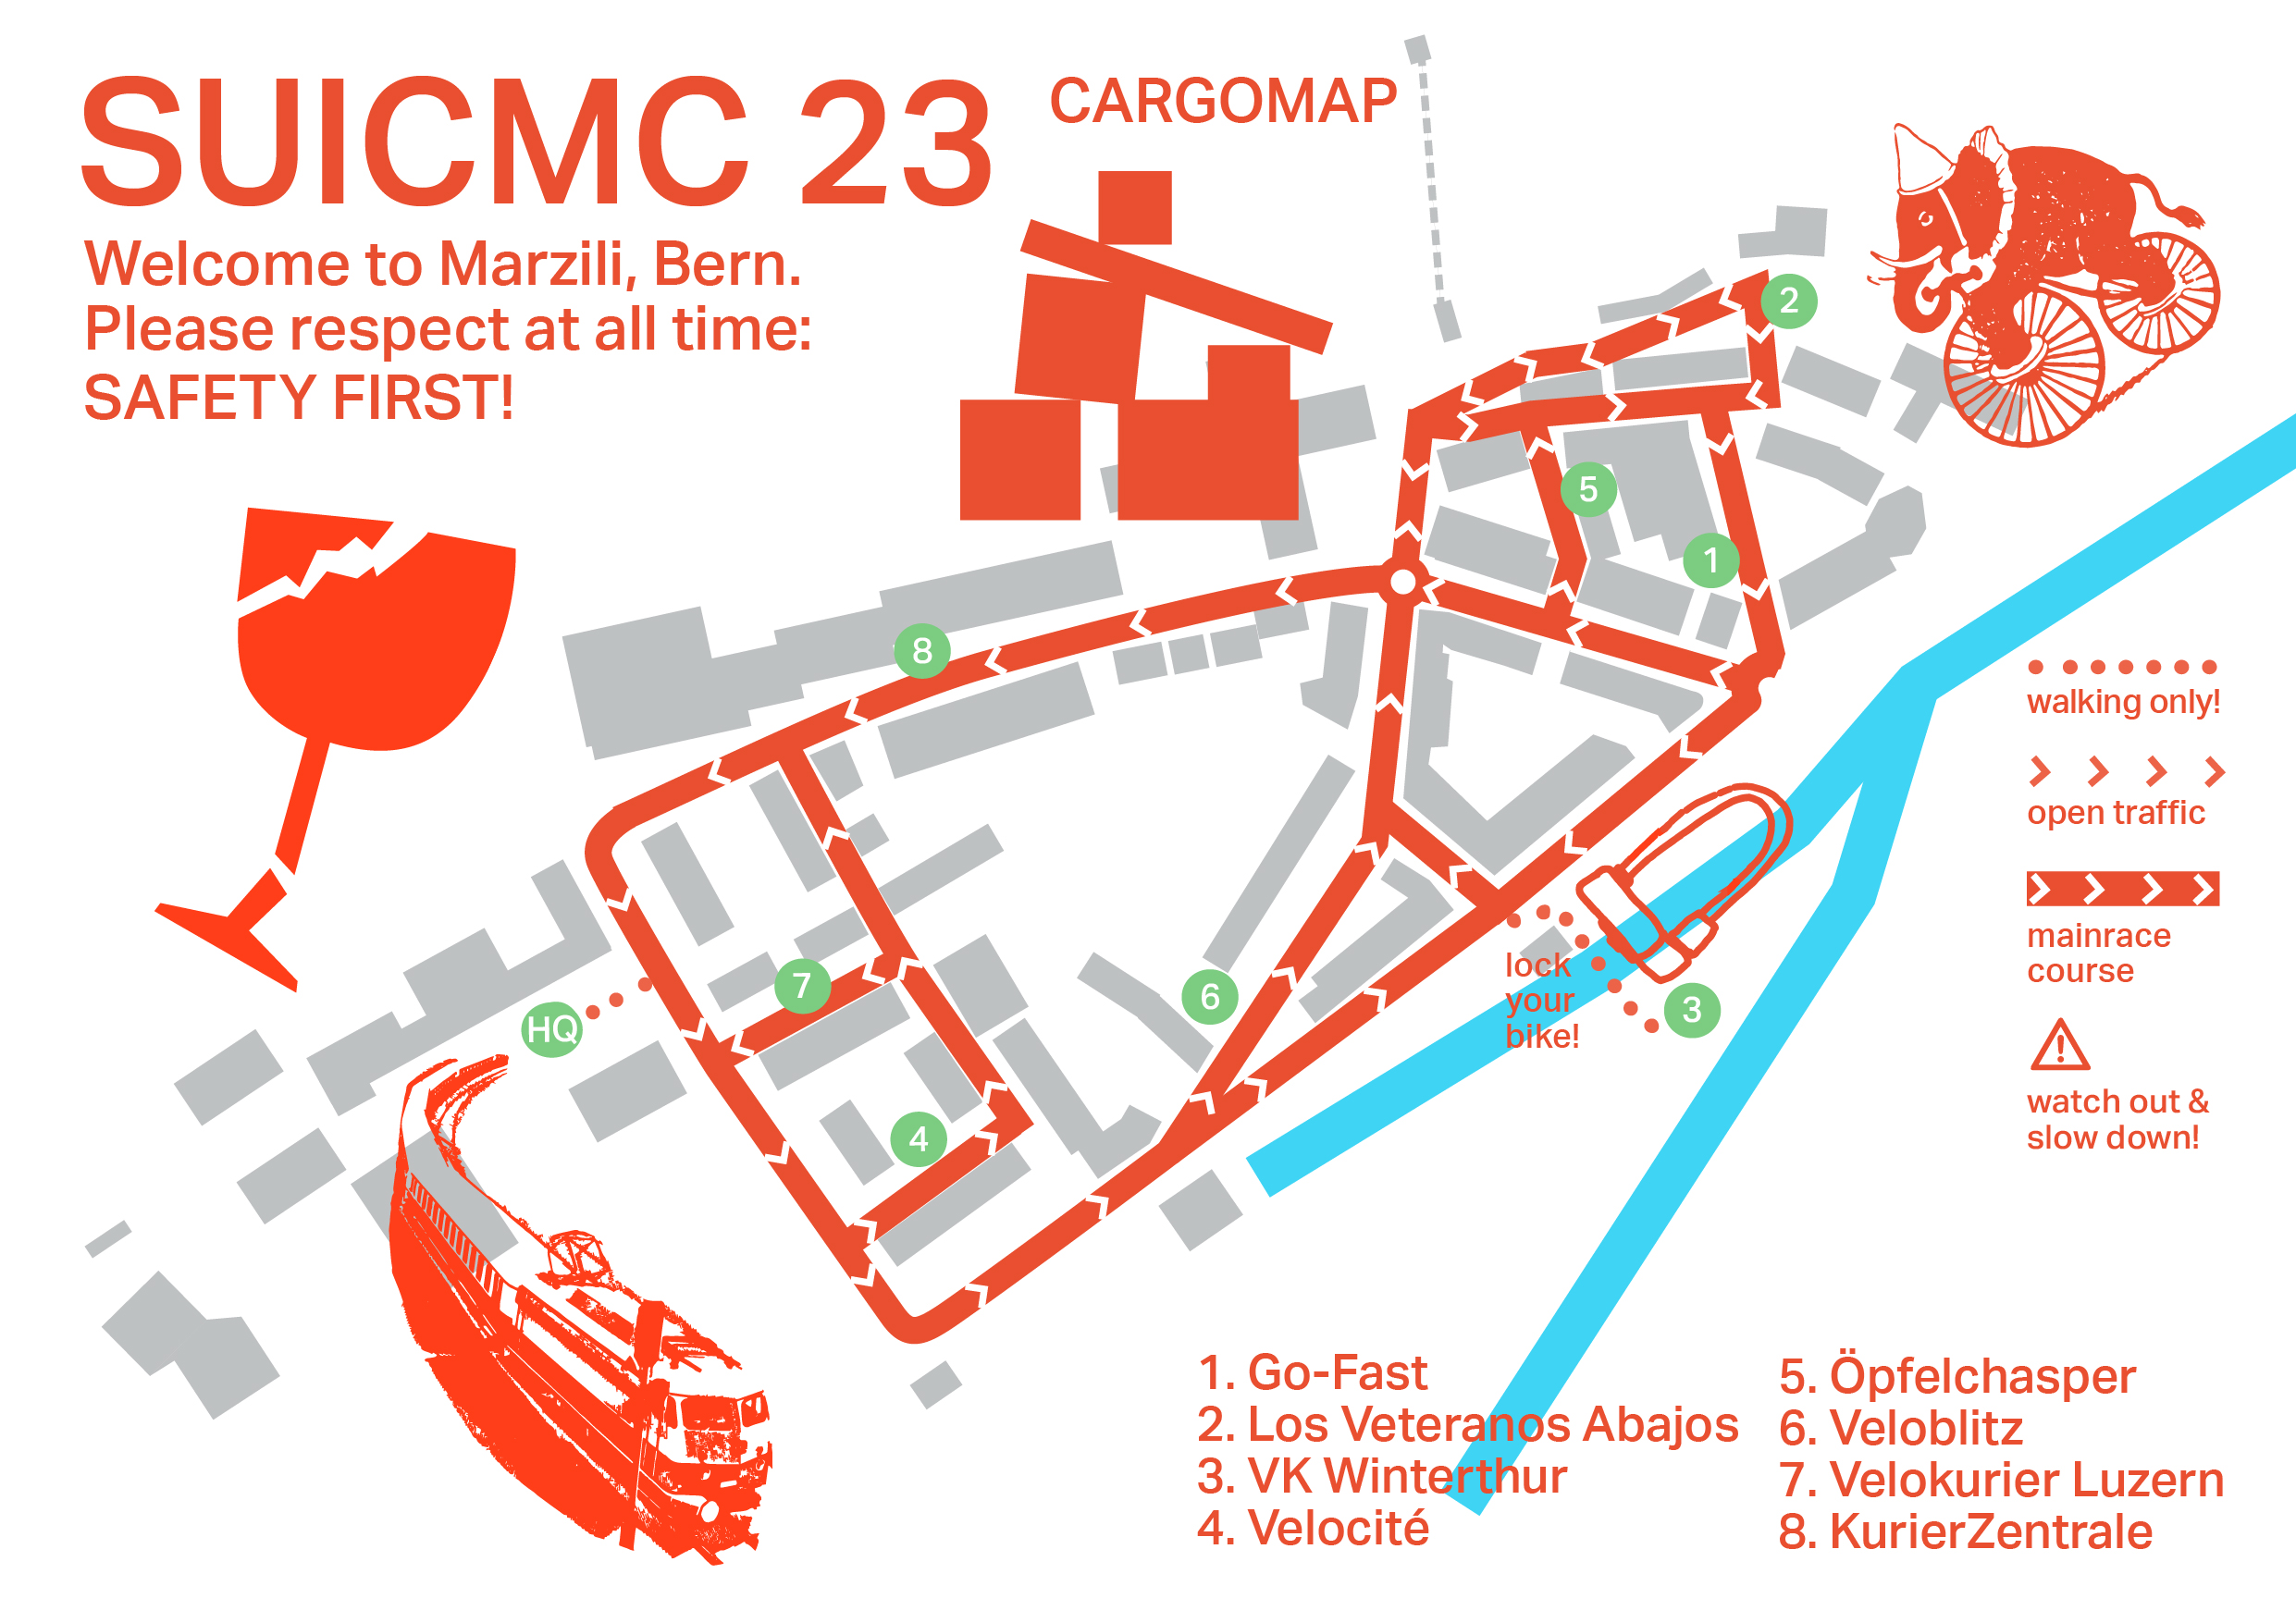 SUICMC 23
CARGOMAP
Welcome to Marzili, Bern.
Please respect at all time:
SAFETY FIRST!
2
5
1
8
walking only!
open traffic
mainrace
course
watch out &
slow down!
lock
your
bike!
3
6
7
HQ
4
1. Go-Fast
2. Los Veteranos Abajos
3. VK Winterthur
4. Velocité
5. Öpfelchasper
6. Veloblitz
7. Velokurier Luzern
8. KurierZentrale